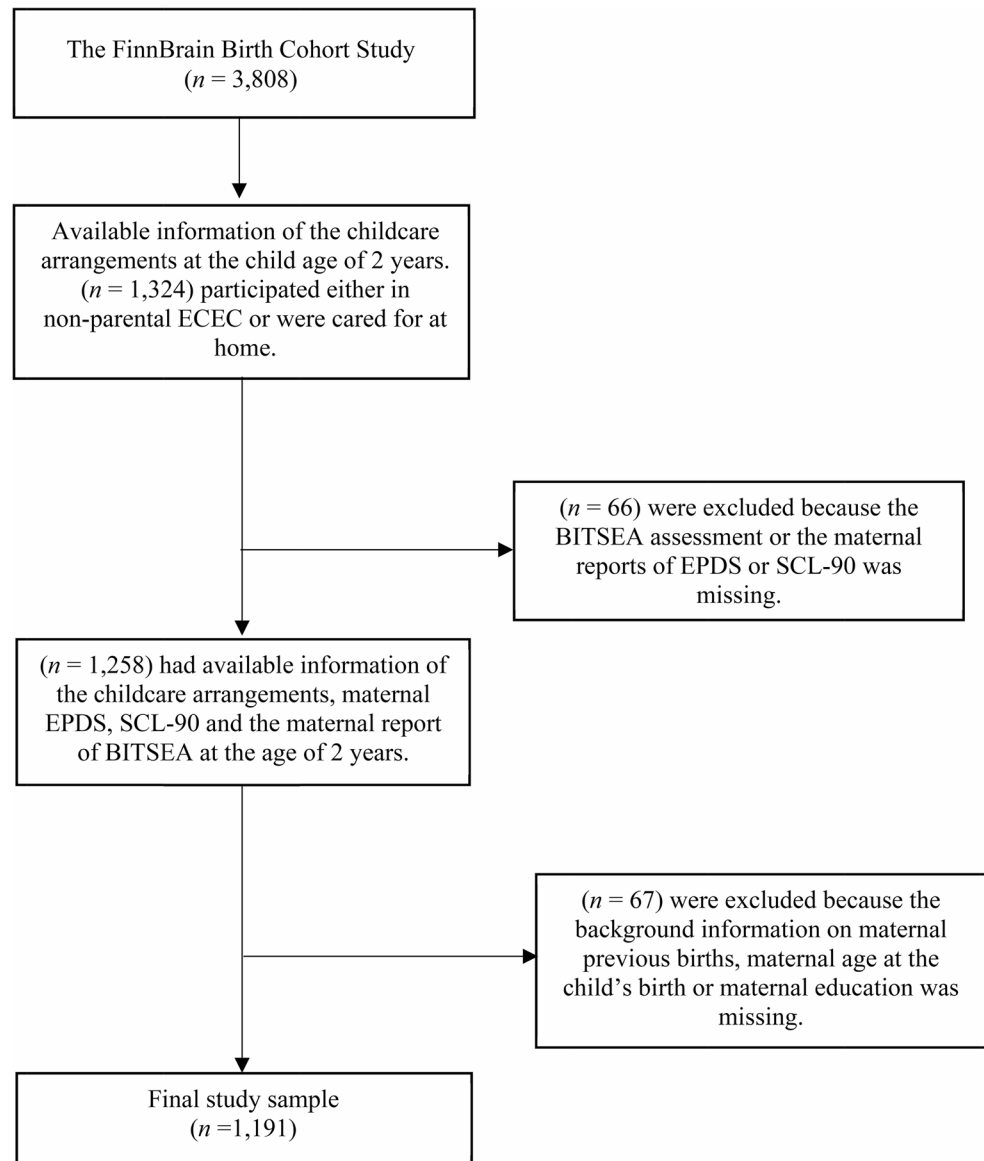 The FinnBrain Birth Cohort Study
(n = 3,808)
Available information of the childcare
arrangements at the child age of 2 years.
(n = 1,324) participated either in
non-parental ECEC or were cared for at
home.
(n = 66) were excluded because the
BITSEA assessment or the maternal
reports of EPDS or SCL-90 was
missing.
(n = 1,258) had available information of
the childcare arrangements, maternal
EPDS, SCL-90 and the maternal report
of BITSEA at the age of 2 years.
(n = 67) were excluded because the
background information on maternal
previous births, maternal age at the
child’s birth or maternal education was
missing.
Final study sample
(n =1,191)